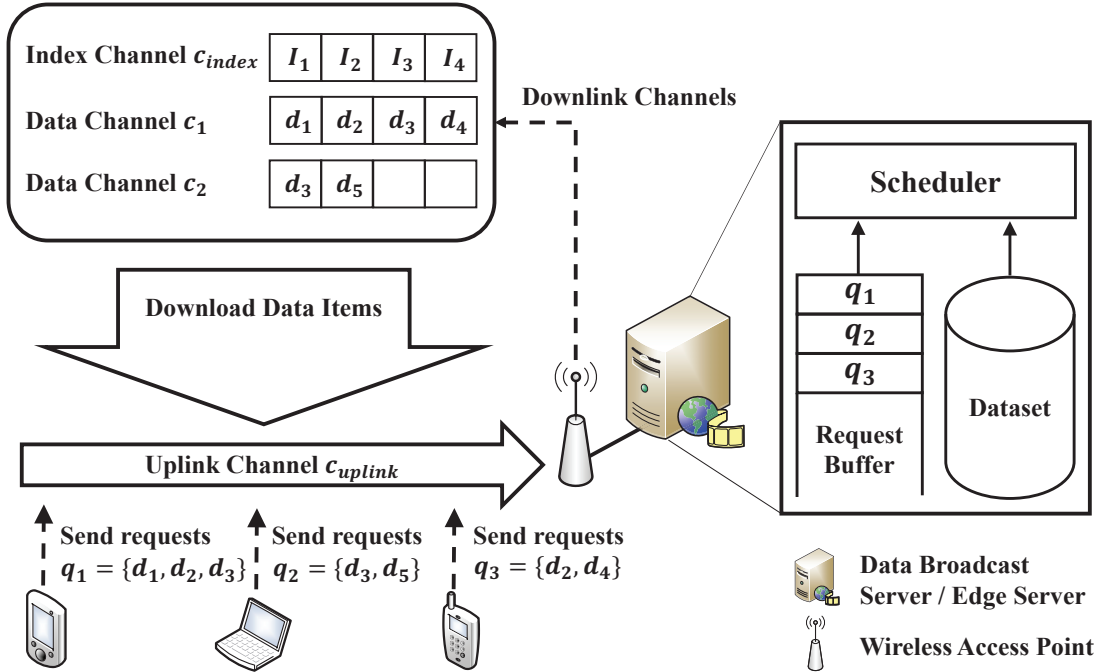 Index Channel c_index I_1 I_2 I_3 I_4
Data Channel c_1 d_1 d_2 d_3 d_4
Data Channel c_2 d_3 d_5
Downlink Channels
Download Data Items
Uplink Channel c_uplink
Send requests
q_1 = {d_1, d_2, d_3}
Send requests
q_2 = {d_3, d_5}
Send requests
q_3 = {d_2, d_4}
Scheduler
q_1
q_2
q_3
Request
Buffer
Dataset
Data Broadcast
Server / Edge Server
Wireless Access Point